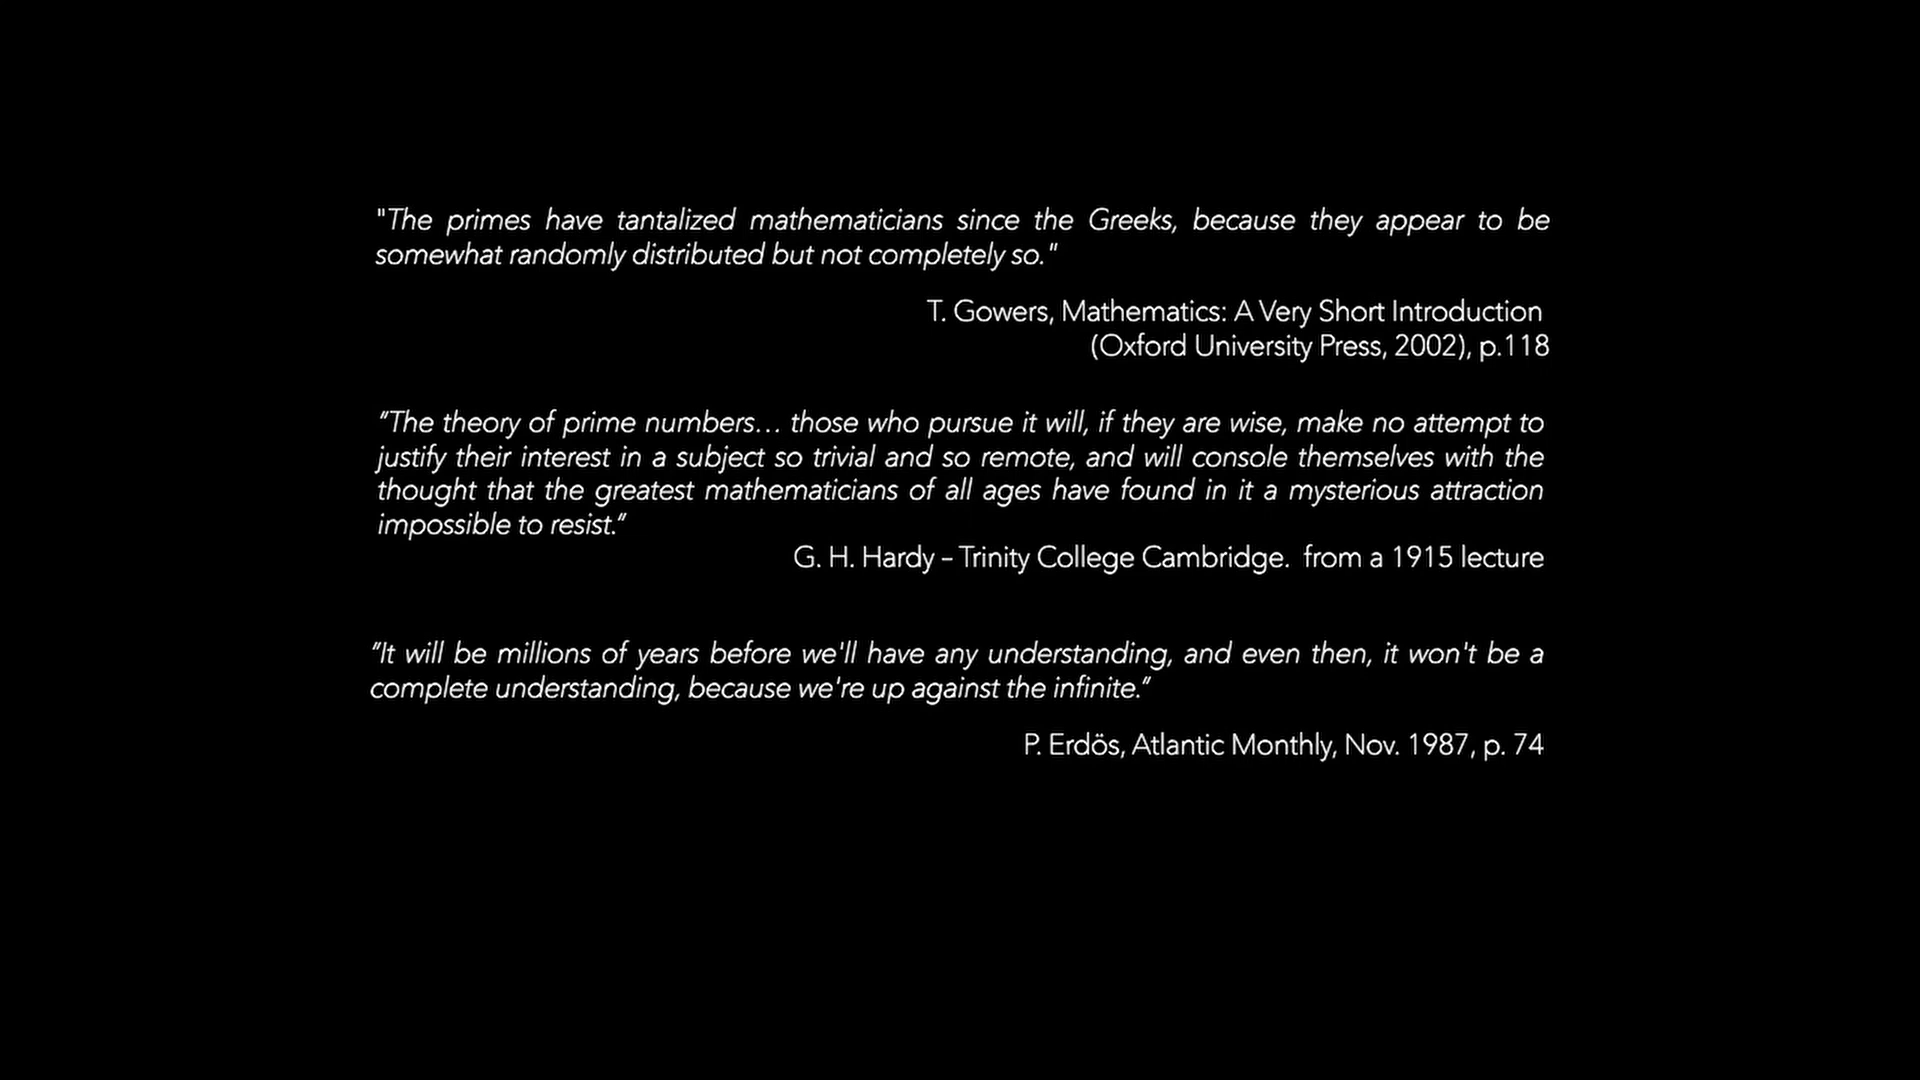 "The primes have tantalized mathematicians since the Greeks, because they appear to be
somewhat randomly distributed but not completely so."
T. Gowers, Mathematics: A Very Short Introduction
(Oxford University Press, 2002), p.118
"The theory of prime numbers... those who pursue it will, if they are wise, make no attempt to
justify their interest in a subject so trivial and so remote, and will console themselves with the
thought that the greatest mathematicians of all ages have found in it a mysterious attraction
impossible to resist."
G. H. Hardy – Trinity College Cambridge.  from a 1915 lecture
"It will be millions of years before we'll have any understanding, and even then, it won't be a
complete understanding, because we're up against the infinite."
P. Erdös, Atlantic Monthly, Nov. 1987, p. 74